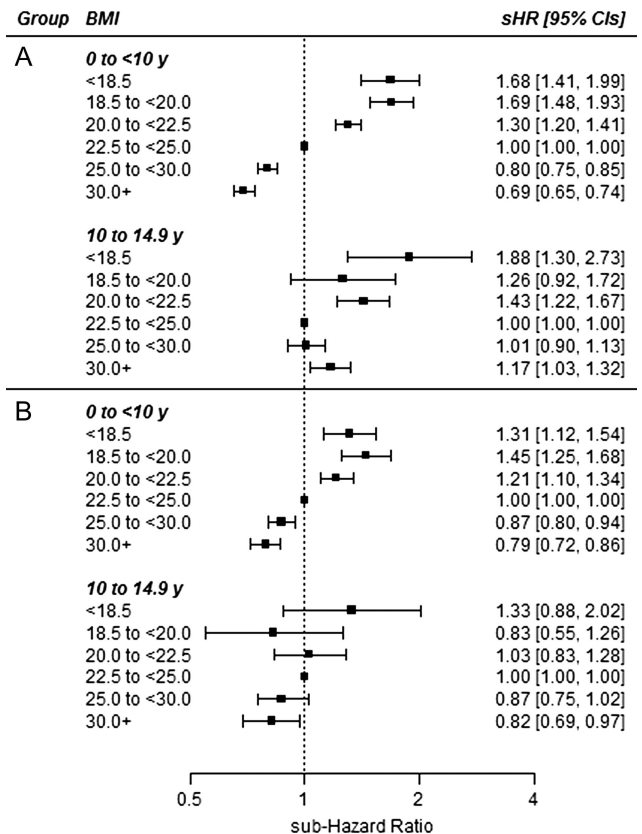 Group BMI sHR [95% CIs]
A 0 to <10 y
<18.5 1.68 [1.41, 1.99]
18.5 to <20.0 1.69 [1.48, 1.93]
20.0 to <22.5 1.30 [1.20, 1.41]
22.5 to <25.0 1.00 [1.00, 1.00]
25.0 to <30.0 0.80 [0.75, 0.85]
30.0+ 0.69 [0.65, 0.74]
10 to 14.9 y
<18.5 1.88 [1.30, 2.73]
18.5 to <20.0 1.26 [0.92, 1.72]
20.0 to <22.5 1.43 [1.22, 1.67]
22.5 to <25.0 1.00 [1.00, 1.00]
25.0 to <30.0 1.01 [0.90, 1.13]
30.0+ 1.17 [1.03, 1.32]
B 0 to <10 y
<18.5 1.31 [1.12, 1.54]
18.5 to <20.0 1.45 [1.25, 1.68]
20.0 to <22.5 1.21 [1.10, 1.34]
22.5 to <25.0 1.00 [1.00, 1.00]
25.0 to <30.0 0.87 [0.80, 0.94]
30.0+ 0.79 [0.72, 0.86]
10 to 14.9 y
<18.5 1.33 [0.88, 2.02]
18.5 to <20.0 0.83 [0.55, 1.26]
20.0 to <22.5 1.03 [0.83, 1.28]
22.5 to <25.0 1.00 [1.00, 1.00]
25.0 to <30.0 0.87 [0.75, 1.02]
30.0+ 0.82 [0.69, 0.97]
0.5 1 2 4
sub-Hazard Ratio